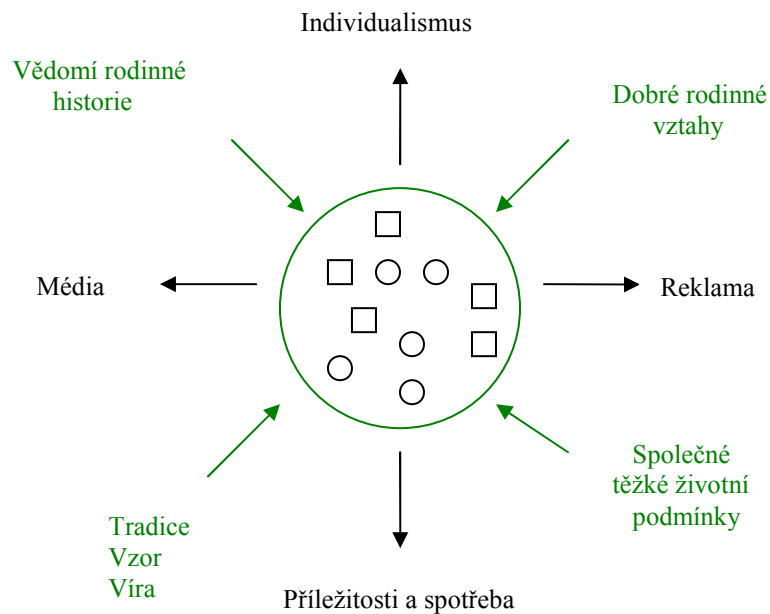 Individualismus
Vědomí rodinné
historie
Dobré rodinné
vztahy
Média
Reklama
Společné
těžké životní
podmínky
Tradice
Vzor
Víra
Příležitosti a spotřeba